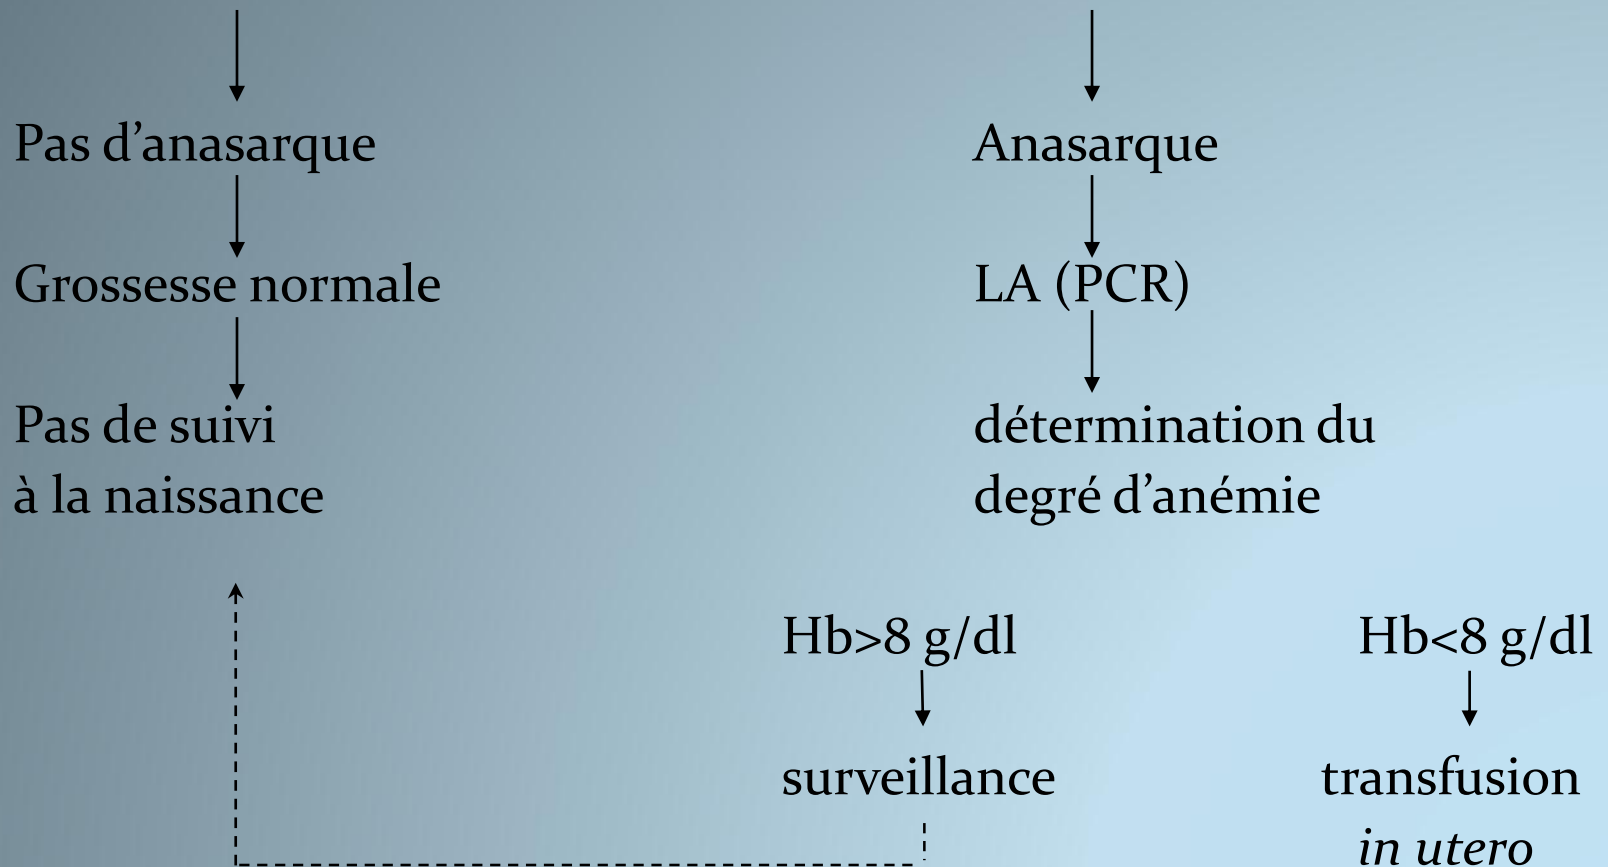 Pas d’anasarque
Anasarque
Grossesse normale
LA (PCR)
Pas de suivi
à la naissance
détermination du
degré d’anémie
Hb>8 g/dl
Hb<8 g/dl
surveillance
transfusion
in utero